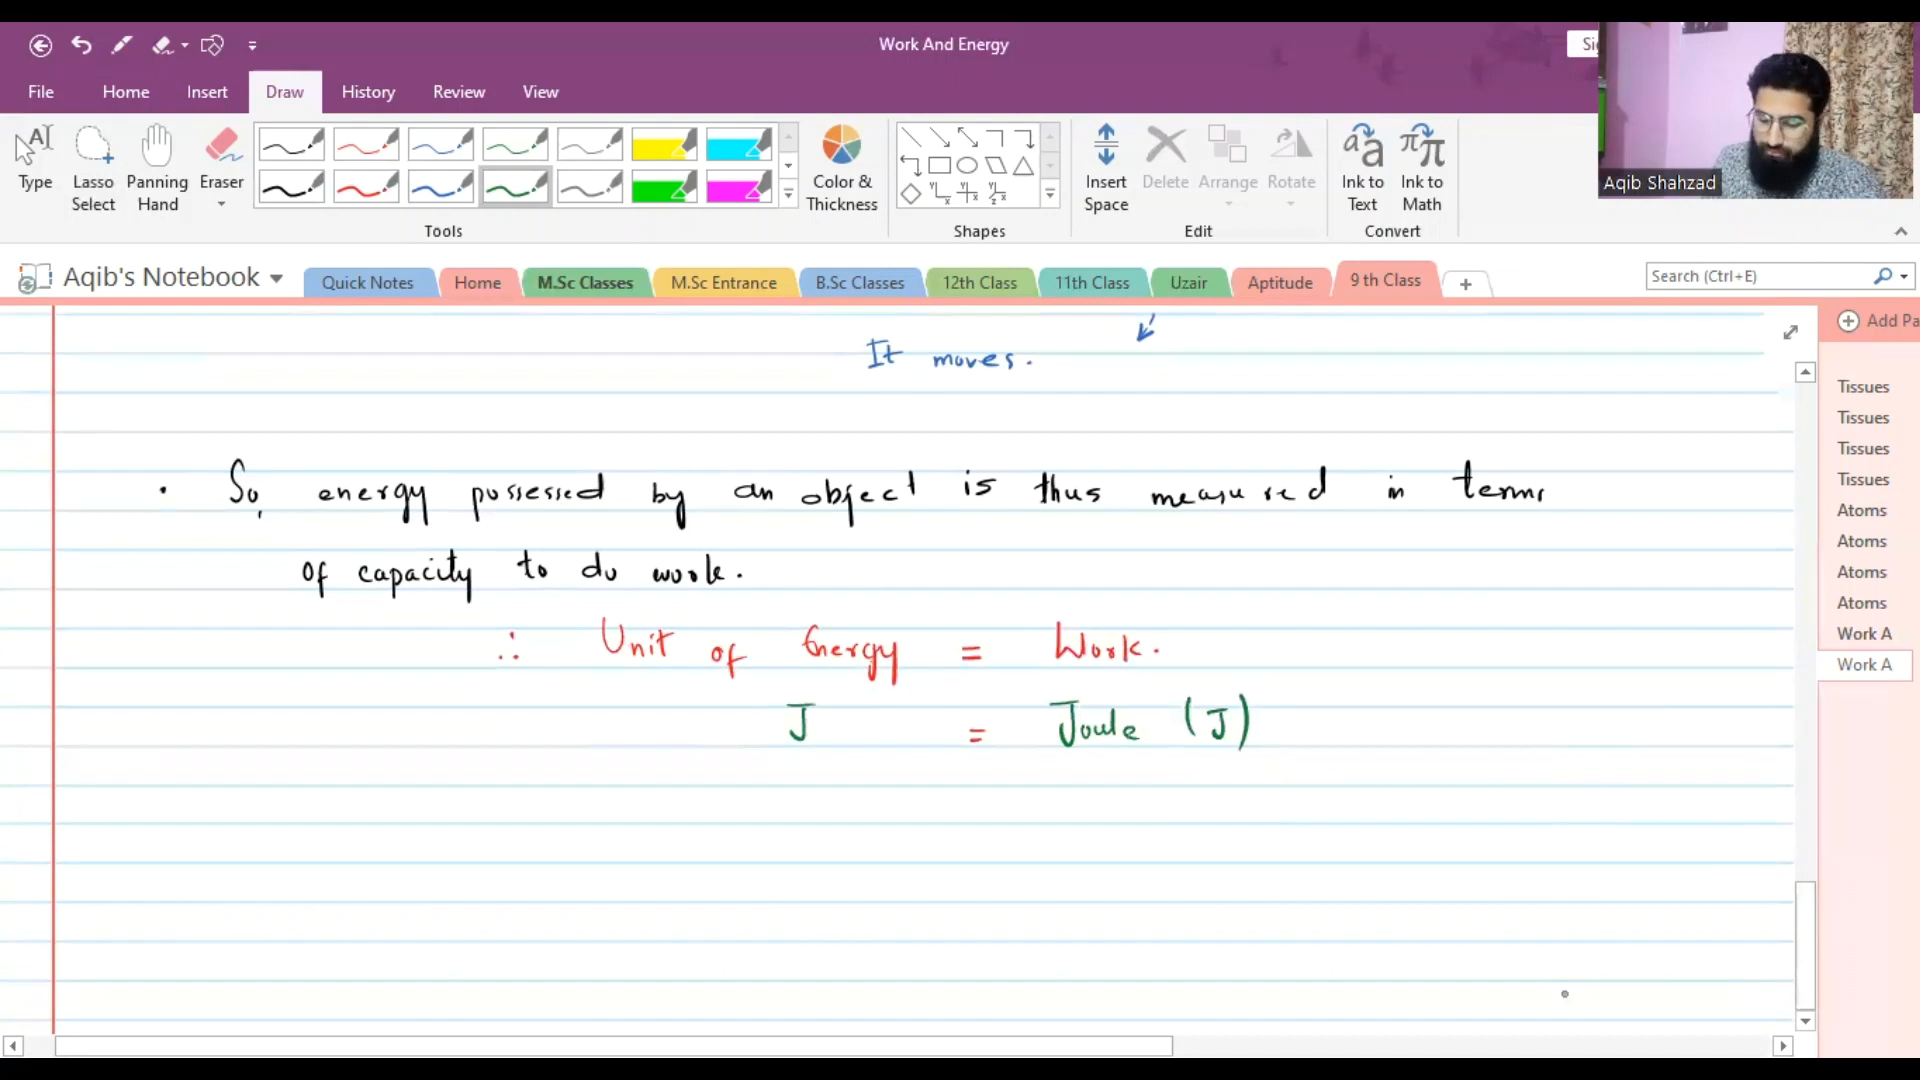 Work And Energy
Si
File Home Insert Draw History Review View
Type Lasso Select Panning Hand Eraser Color & Thickness Insert Space Delete Arrange Rotate Ink to Text Ink to Math
Tools Shapes Edit Convert
Aqib Shahzad
Aqib's Notebook Quick Notes Home M.Sc Classes M.Sc Entrance B.Sc Classes 12th Class 11th Class Uzair Aptitude 9 th Class Search (Ctrl+E)
Add Pa
It moves.
· So, energy possessed by an object is thus measured in terms
of capacity to do work.
∴ Unit of Energy = Work.
J = Joule (J)
Tissues
Tissues
Tissues
Tissues
Atoms
Atoms
Atoms
Atoms
Work A
Work A